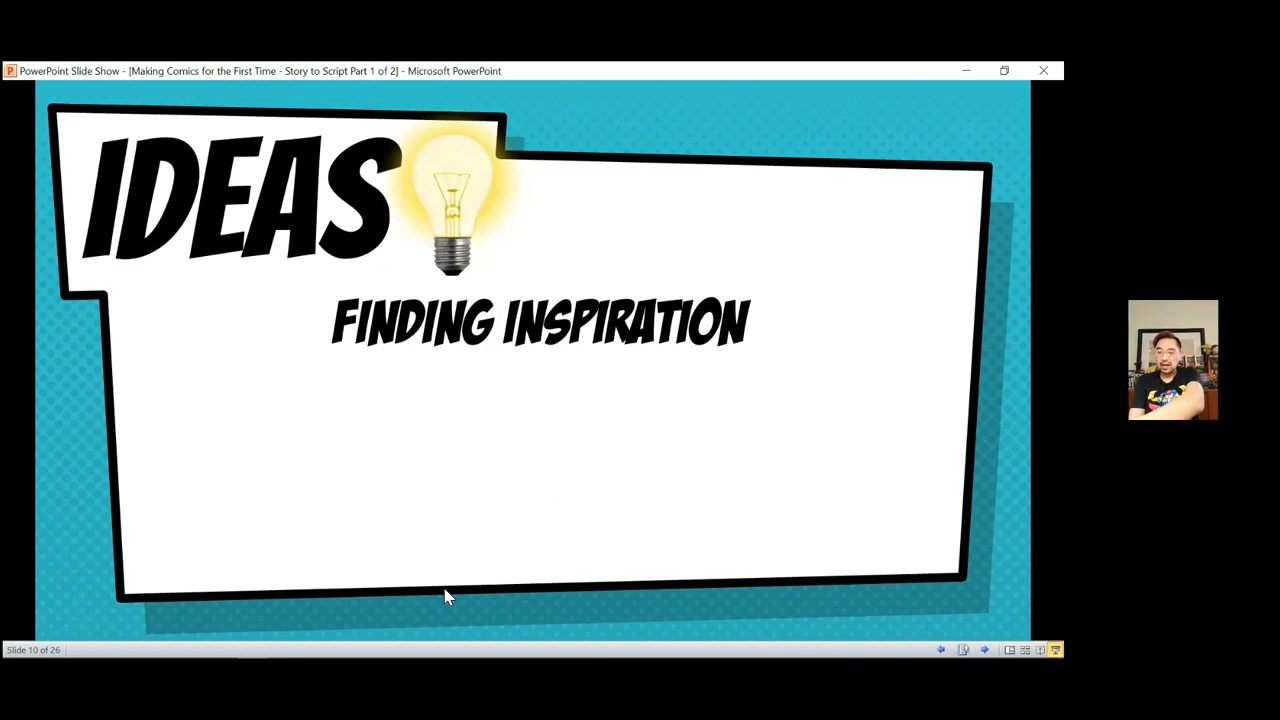 PowerPoint Slide Show - [Making Comics for the First Time - Story to Script Part 1 of 2] - Microsoft PowerPoint
IDEAS
FINDING INSPIRATION
Slide 10 of 26